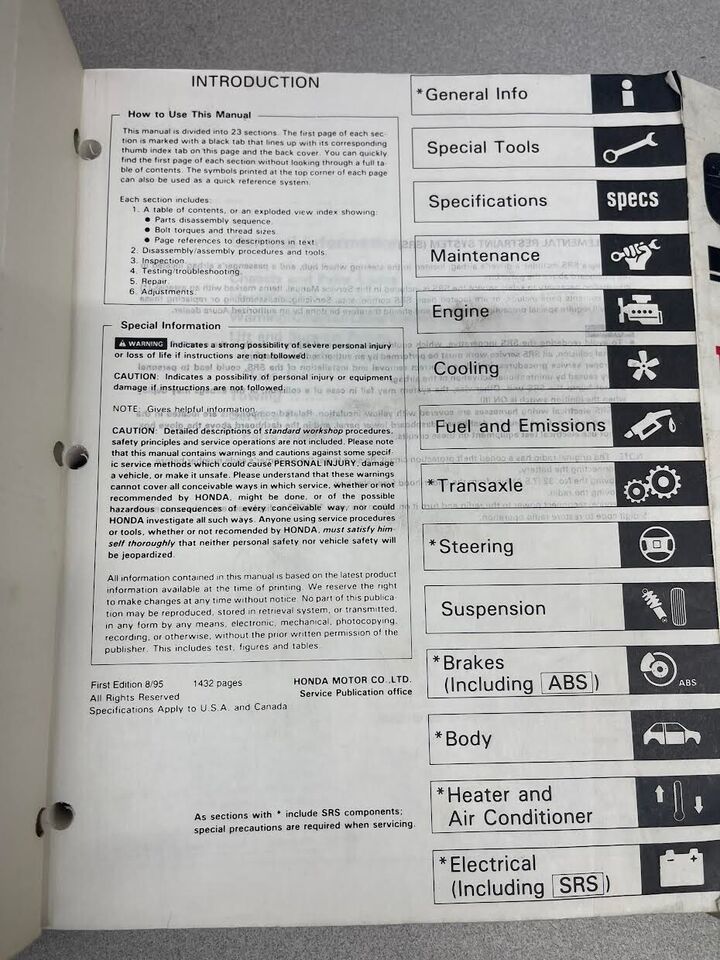 INTRODUCTION
How to Use This Manual
This manual is divided into 23 sections. The first page of each sec-
tion is marked with a black tab that lines up with its corresponding
thumb index tab on this page and the back cover. You can quickly
find the first page of each section without looking through a full ta-
ble of contents. The symbols printed at the top corner of each page
can also be used as a quick reference system.
Each section includes:
1. A table of contents, or an exploded view index showing:
● Parts disassembly sequence.
● Bolt torques and thread sizes.
● Page references to descriptions in text.
2. Disassembly/assembly procedures and tools.
3. Inspection.
4. Testing/troubleshooting.
5. Repair.
6. Adjustments.
Special Information
⚠ WARNING Indicates a strong possibility of severe personal injury
or loss of life if instructions are not followed.
CAUTION: Indicates a possibility of personal injury or equipment
damage if instructions are not followed.
NOTE: Gives helpful information.
CAUTION: Detailed descriptions of standard workshop procedures,
safety principles and service operations are not included. Please note
that this manual contains warnings and cautions against some specif-
ic service methods which could cause PERSONAL INJURY, damage
a vehicle, or make it unsafe. Please understand that these warnings
cannot cover all conceivable ways in which service, whether or not
recommended by HONDA, might be done, or of the possible
hazardous consequences of every conceivable way, nor could
HONDA investigate all such ways. Anyone using service procedures
or tools, whether or not recommended by HONDA, must satisfy him-
self thoroughly that neither personal safety nor vehicle safety will
be jeopardized.
All information contained in this manual is based on the latest product
information available at the time of printing. We reserve the right
to make changes at any time without notice. No part of this publica-
tion may be reproduced, stored in retrieval system, or transmitted,
in any form by any means, electronic, mechanical, photocopying,
recording, or otherwise, without the prior written permission of the
publisher. This includes test, figures and tables.
First Edition 8/95 1432 pages
All Rights Reserved
Specifications Apply to U.S.A. and Canada
HONDA MOTOR CO.,LTD.
Service Publication office
As sections with * include SRS components;
special precautions are required when servicing.
*General Info
Special Tools
Specifications
specs
Maintenance
Engine
Cooling
Fuel and Emissions
*Transaxle
*Steering
Suspension
*Brakes
(Including ABS)
ABS
*Body
*Heater and
Air Conditioner
*Electrical
(Including SRS)